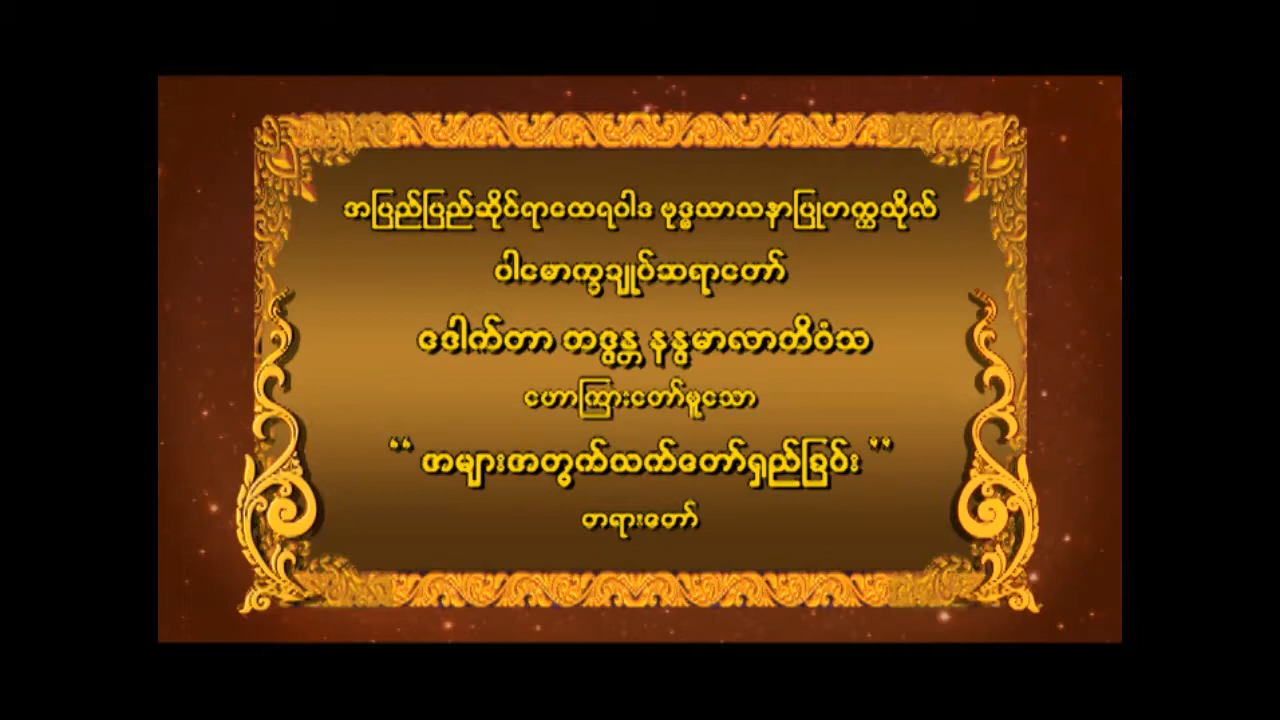 အပြည်ပြည်ဆိုင်ရာထေရဝါဒ ဗုဒ္ဓသာသနာပြုတက္ကသိုလ်
ပါမောက္ခချုပ်ဆရာတော်
ဒေါက်တာ ဘဒ္ဒန္တ နန္ဒမာလာဘိဝံသ
ဟောကြားတော်မူသော
“ အများအတွက်သက်တော်ရှည်ခြင်း ”
တရားတော်